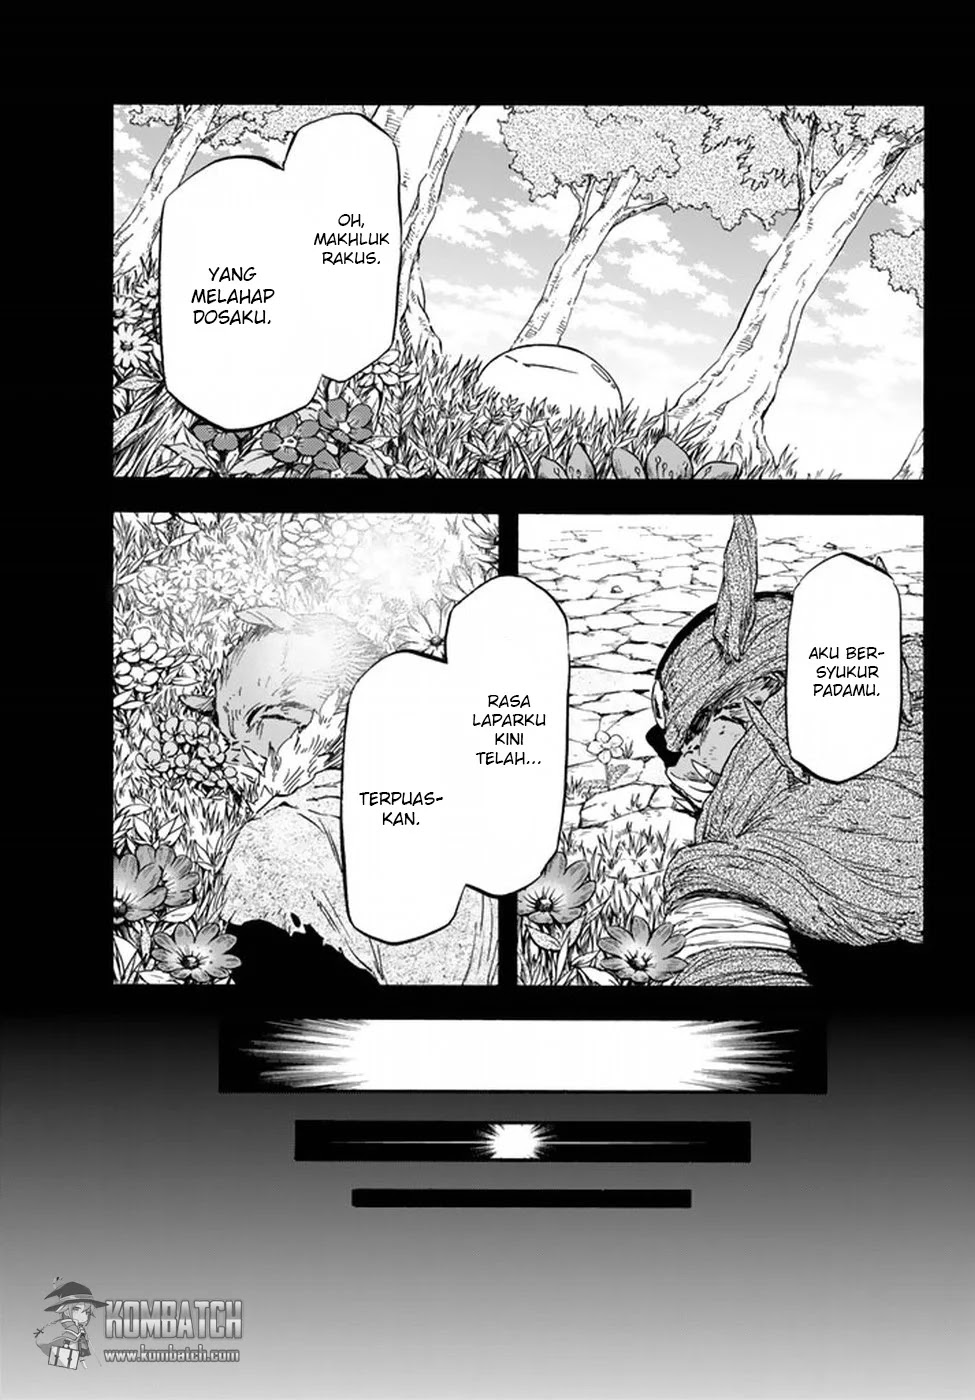 OH,
MAKHLUK
RAKUS.
YANG
MELAHAP
DOSAKU.
AKU BER-
SYUKUR
PADAMU.
RASA
LAPARKU
KINI
TELAH...
TERPUAS-
KAN.
KOMBATCH
www.kombatch.com